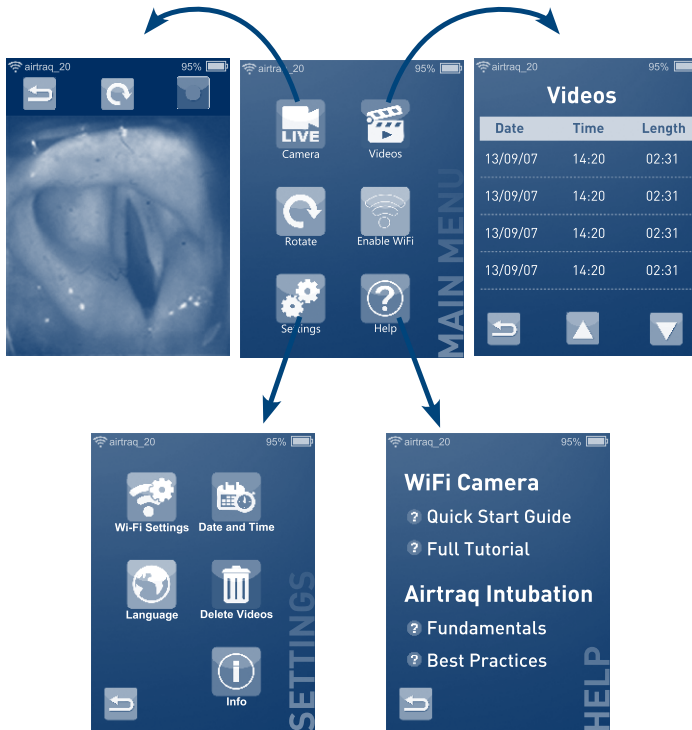 airtraq_20 95%
airtraq_20 95%
LIVE
Camera
Videos
Rotate
Enable WiFi
Settings
Help
MAIN MENU
airtraq_20 95%
Videos
Date Time Length
13/09/07 14:20 02:31
13/09/07 14:20 02:31
13/09/07 14:20 02:31
13/09/07 14:20 02:31
airtraq_20 95%
Wi-Fi Settings
Date and Time
Language
Delete Videos
Info
SETTINGS
airtraq_20 95%
WiFi Camera
? Quick Start Guide
? Full Tutorial
Airtraq Intubation
? Fundamentals
? Best Practices
HELP